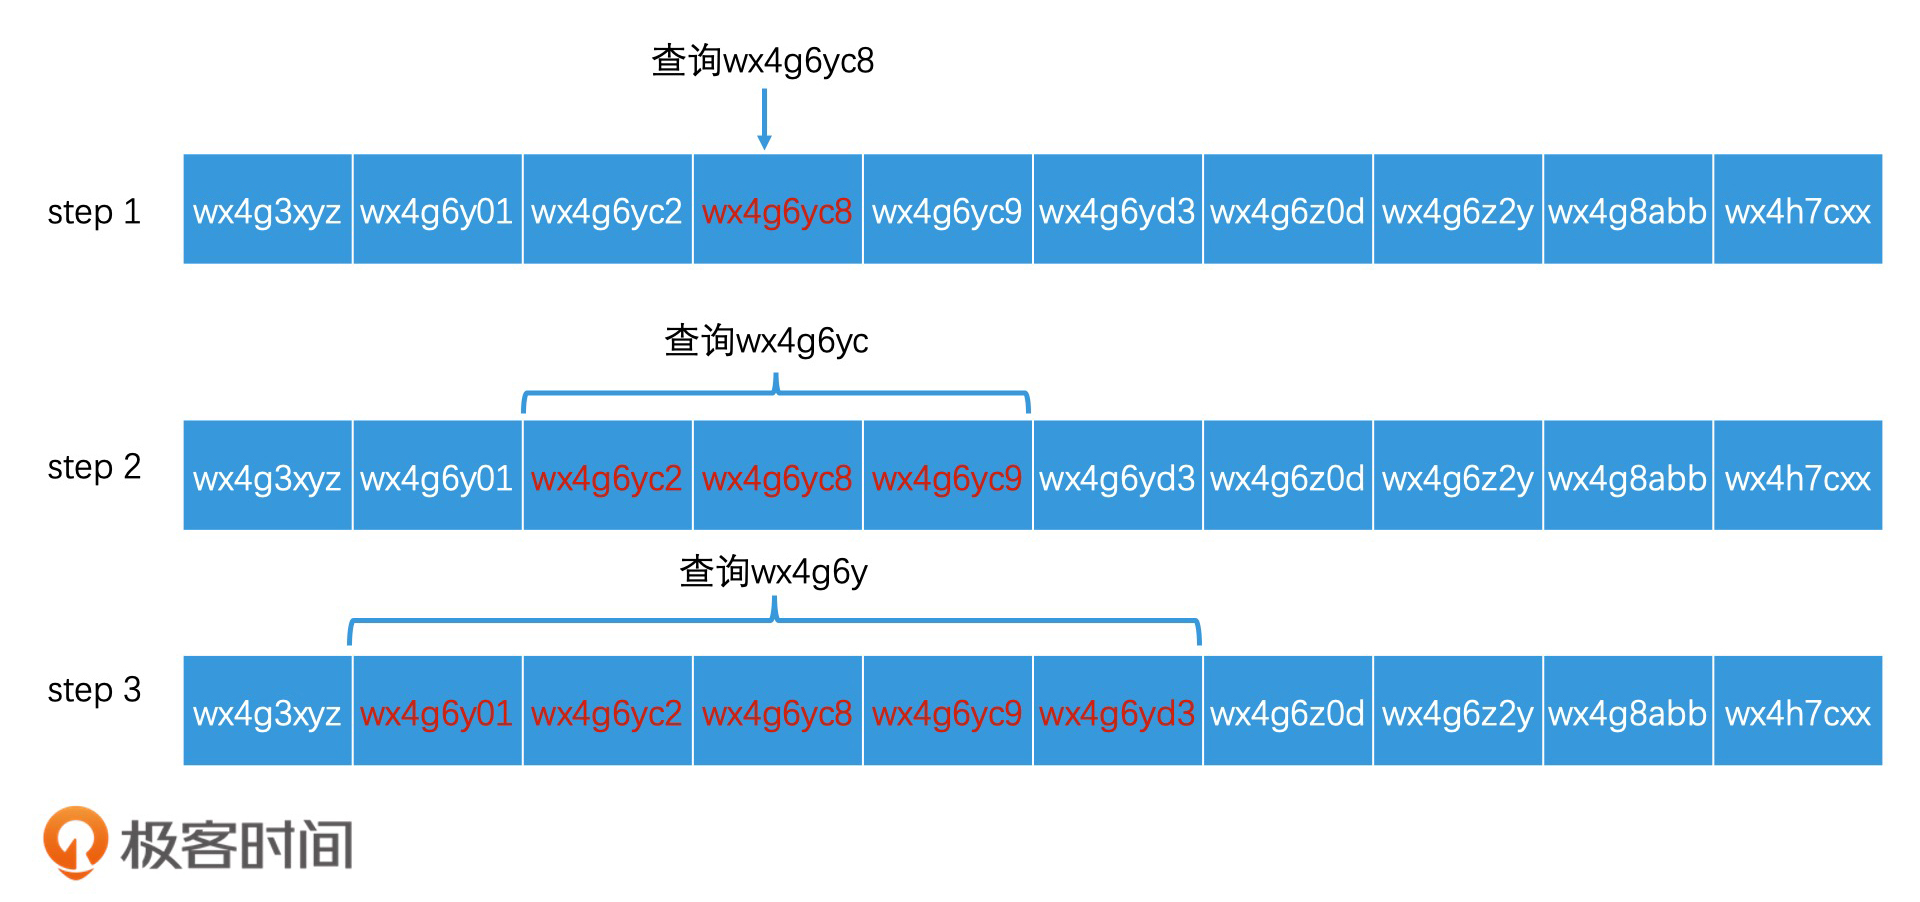 查询wx4g6yc8
step 1 wx4g3xyz wx4g6y01 wx4g6yc2 wx4g6yc8 wx4g6yc9 wx4g6yd3 wx4g6z0d wx4g6z2y wx4g8abb wx4h7cxx
查询wx4g6yc
step 2 wx4g3xyz wx4g6y01 wx4g6yc2 wx4g6yc8 wx4g6yc9 wx4g6yd3 wx4g6z0d wx4g6z2y wx4g8abb wx4h7cxx
查询wx4g6y
step 3 wx4g3xyz wx4g6y01 wx4g6yc2 wx4g6yc8 wx4g6yc9 wx4g6yd3 wx4g6z0d wx4g6z2y wx4g8abb wx4h7cxx
极客时间